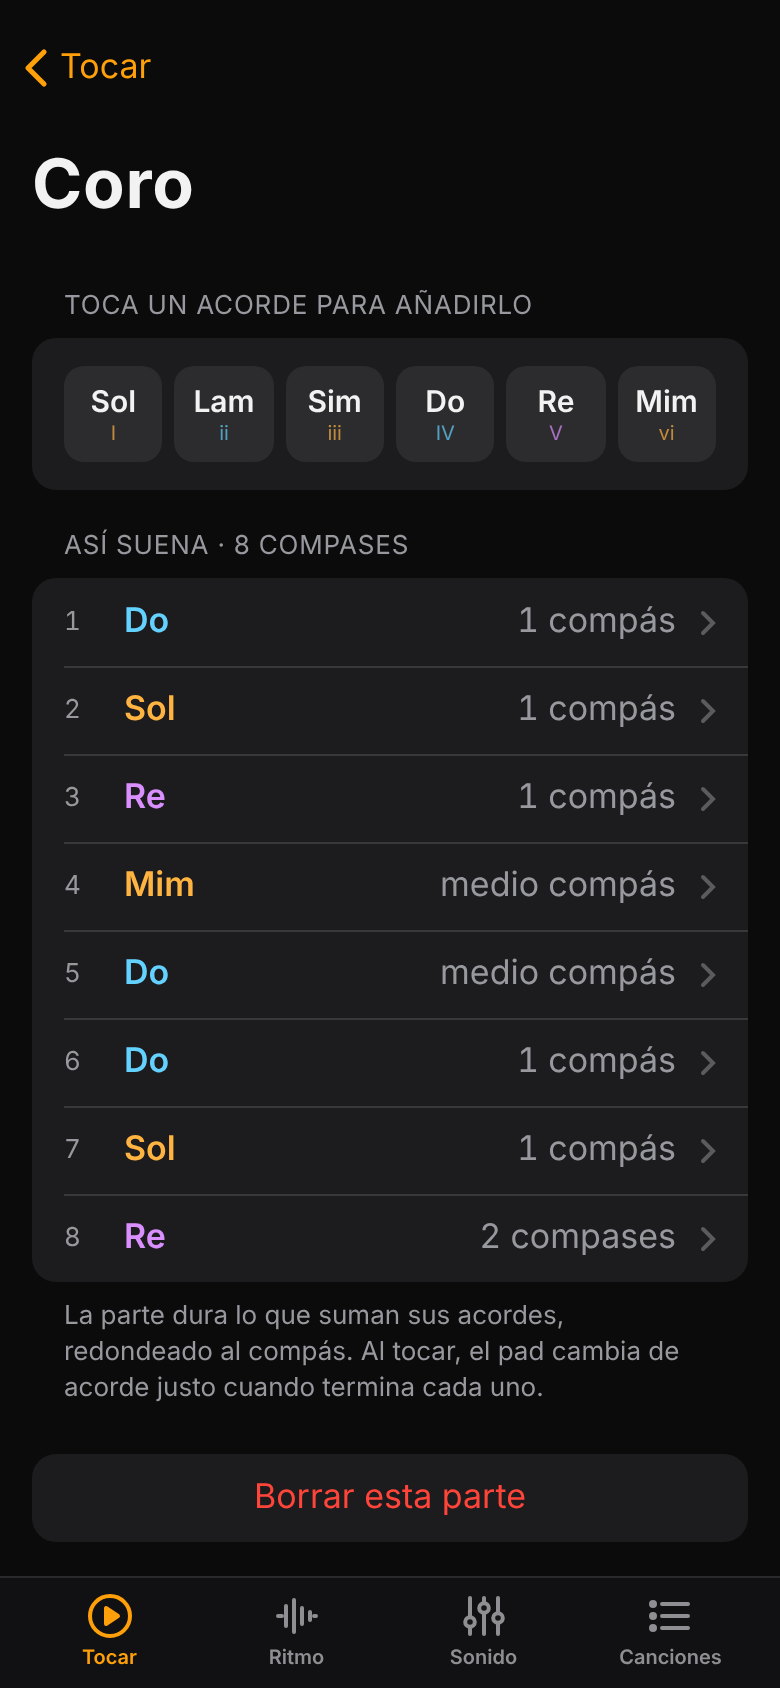 Tocar
Coro
TOCA UN ACORDE PARA AÑADIRLO
Sol Lam Sim Do Re Mim
I ii iii IV V vi
ASÍ SUENA · 8 COMPASES
1 Do 1 compás
2 Sol 1 compás
3 Re 1 compás
4 Mim medio compás
5 Do medio compás
6 Do 1 compás
7 Sol 1 compás
8 Re 2 compases
La parte dura lo que suman sus acordes,
redondeado al compás. Al tocar, el pad cambia de
acorde justo cuando termina cada uno.
Borrar esta parte
Tocar Ritmo Sonido Canciones